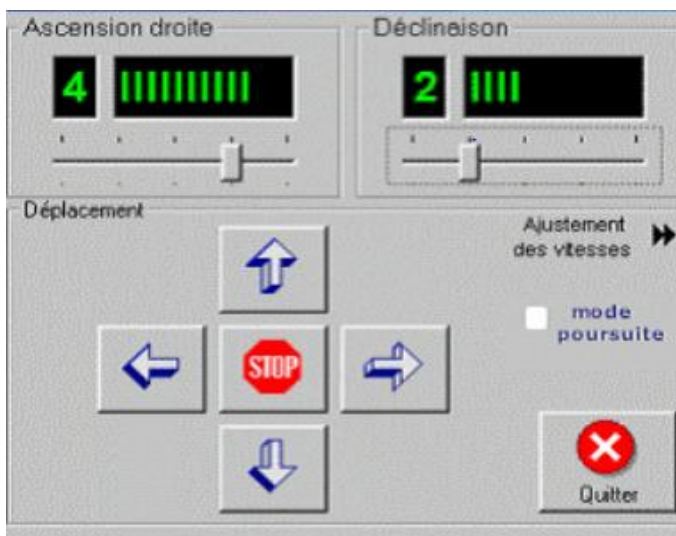 Ascension droite
Déclinaison
4
2
Déplacement
Ajustement
des vitesses
mode
poursuite
STOP
Quitter